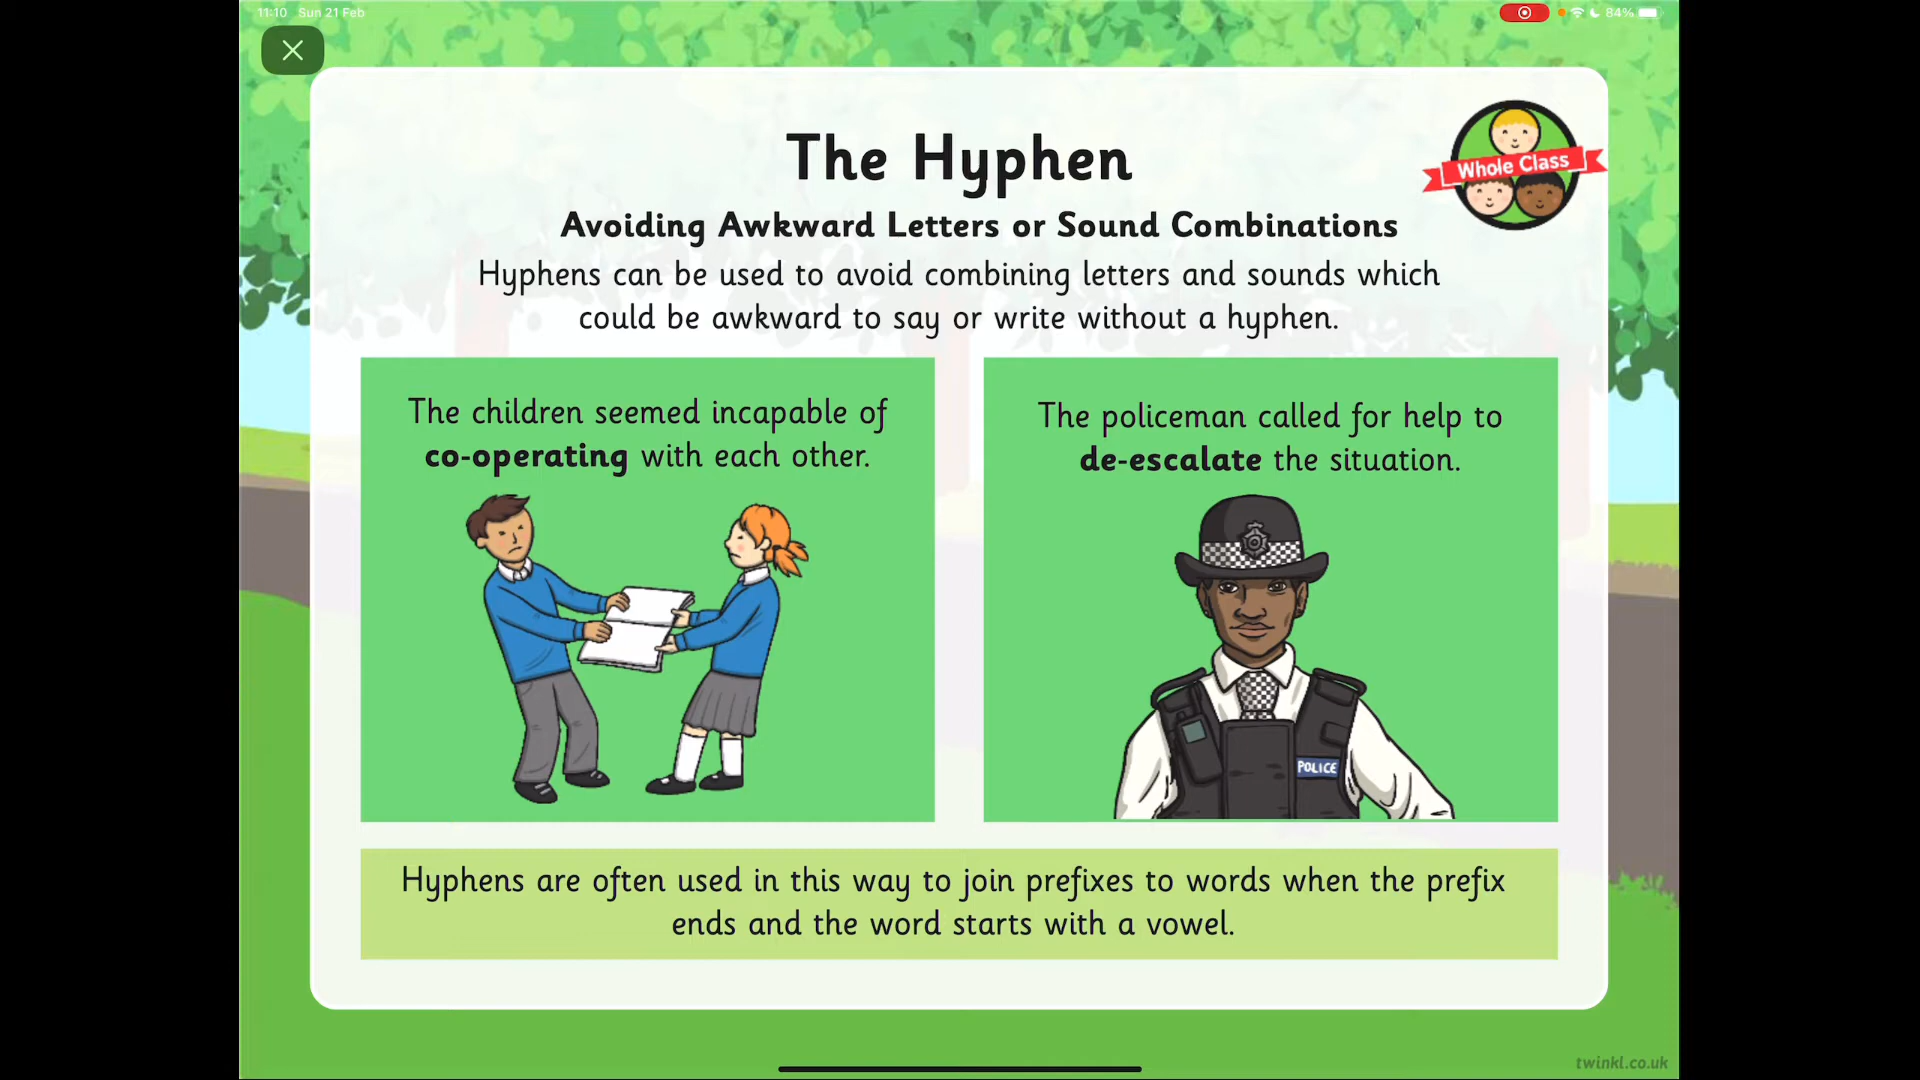 11:10 Sun 21 Feb
84%
The Hyphen
Whole Class
Avoiding Awkward Letters or Sound Combinations
Hyphens can be used to avoid combining letters and sounds which
could be awkward to say or write without a hyphen.
The children seemed incapable of
co-operating with each other.
The policeman called for help to
de-escalate the situation.
POLICE
Hyphens are often used in this way to join prefixes to words when the prefix
ends and the word starts with a vowel.
twinkl.co.uk